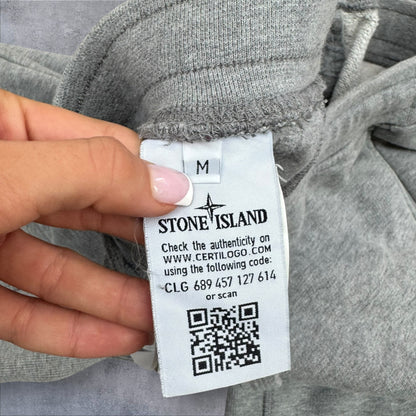 M
STONE ISLAND
Check the authenticity on
WWW.CERTILOGO.COM
using the following code:
CLG 689 457 127 614
or scan